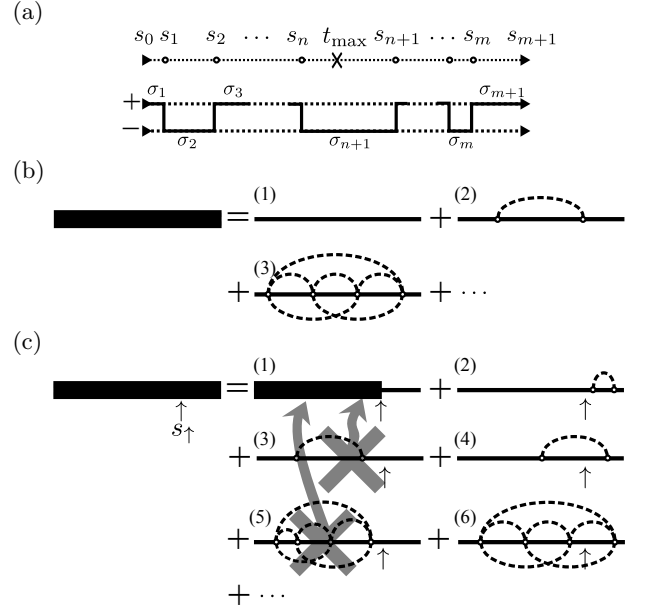 (a)
s₀ s₁ s₂ ⋯ sₙ t_max sₙ₊₁ ⋯ sₘ sₘ₊₁
+ σ₁ σ₃ σₘ₊₁
− σ₂ σₙ₊₁ σₘ
(b)
= (1) + (2)
+ (3) + ⋯
(c)
= (1) ↑ + (2) ↑
↑
s↑
+ (3) ↑ + (4) ↑
+ (5) ↑ + (6) ↑
+ ⋯